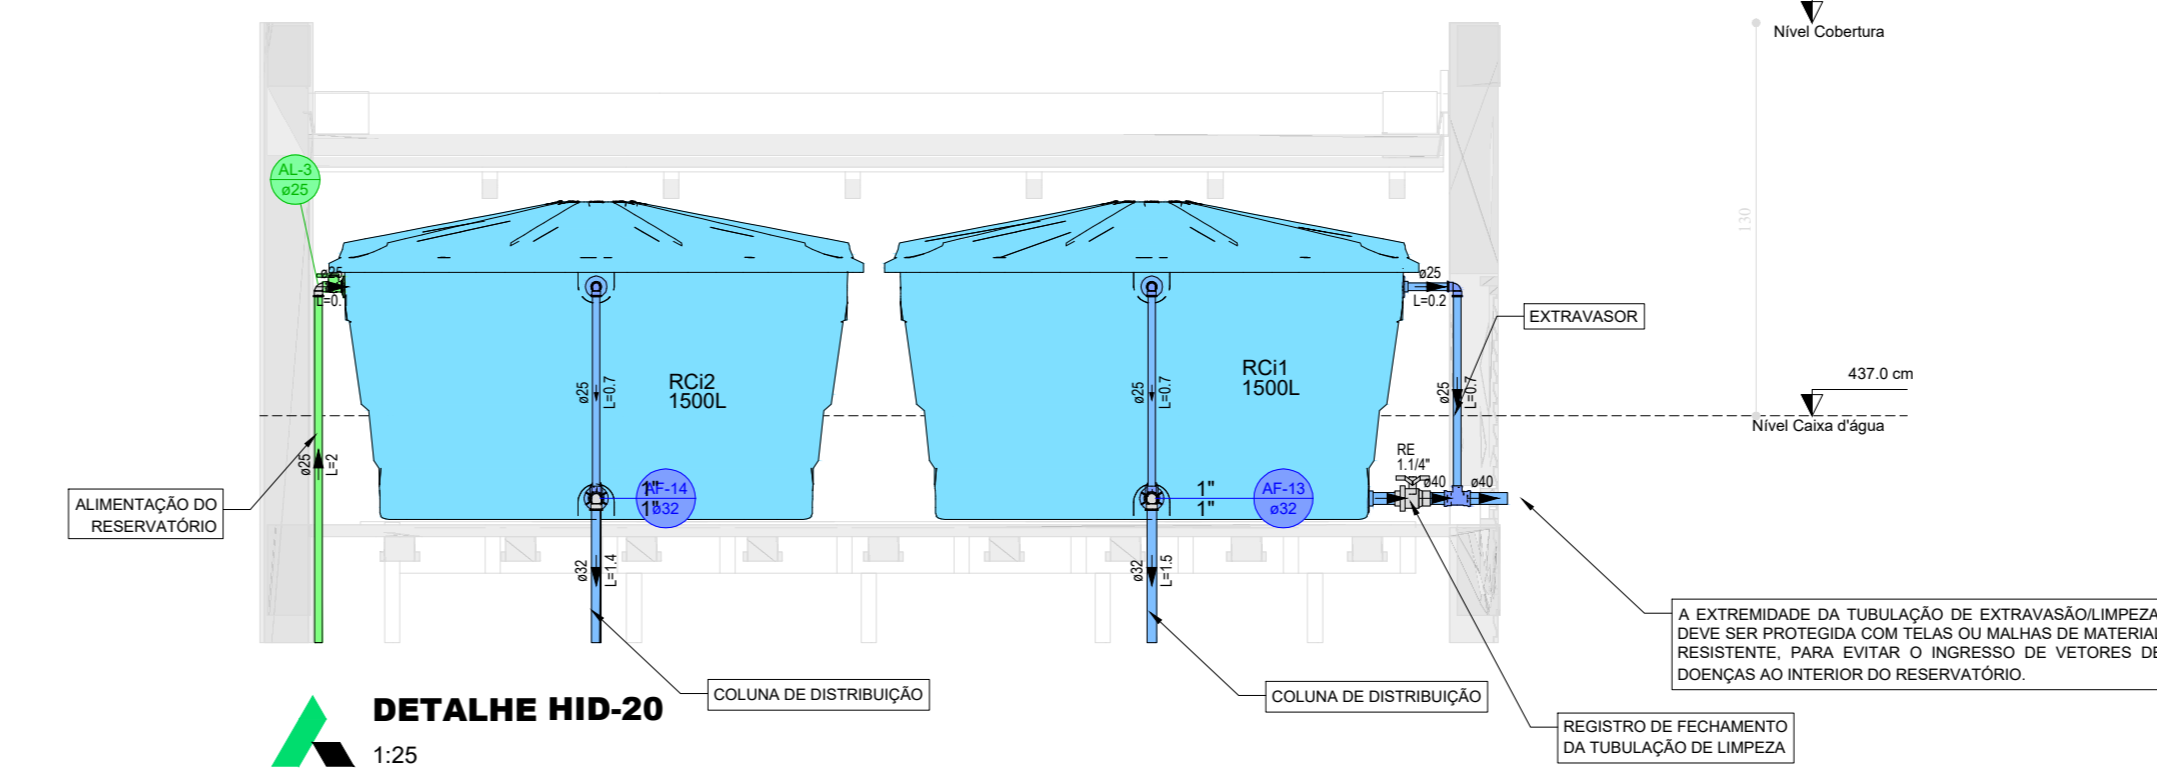 Nível Cobertura
130
AL-3
ø25
ø25
L=0.
ø25
L=0.2
EXTRAVASOR
RCi2
1500L
RCi1
1500L
ø25
L=0.7
ø25
L=0.7
ø25
L=0.7
437.0 cm
Nível Caixa d'água
ø25
L=2
RE
1.1/4"
ø40
ø40
1"
1"
AF-14
ø32
1"
1"
AF-13
ø32
ALIMENTAÇÃO DO
RESERVATÓRIO
ø32
L=1.4
ø32
L=1.5
A EXTREMIDADE DA TUBULAÇÃO DE EXTRAVASÃO/LIMPEZA
DEVE SER PROTEGIDA COM TELAS OU MALHAS DE MATERIAL
RESISTENTE, PARA EVITAR O INGRESSO DE VETORES DE
DOENÇAS AO INTERIOR DO RESERVATÓRIO.
COLUNA DE DISTRIBUIÇÃO
COLUNA DE DISTRIBUIÇÃO
REGISTRO DE FECHAMENTO
DA TUBULAÇÃO DE LIMPEZA
DETALHE HID-20
1:25